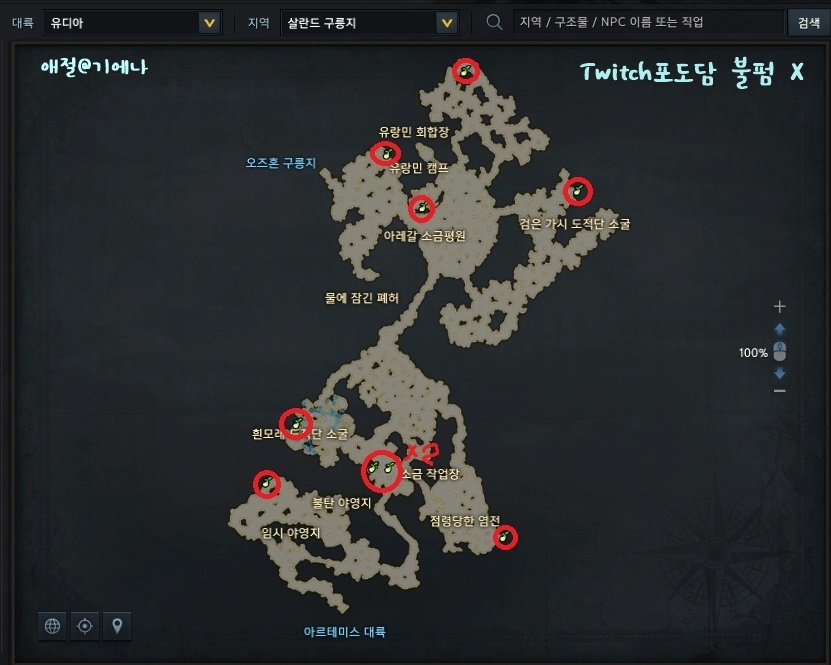 대륙 유디아 지역 살란드 구릉지 지역 / 구조물 / NPC 이름 또는 직업 검색
애절@기에나
Twitch포도담 불펌 X
유랑민 회합장
오즈혼 구릉지
유랑민 캠프
검은 가시 도적단 소굴
아레갈 소금평원
물에 잠긴 폐허
100%
흰모래 도적단 소굴
소금 작업장
불탄 야영지
점령당한 염전
임시 야영지
아르테미스 대륙